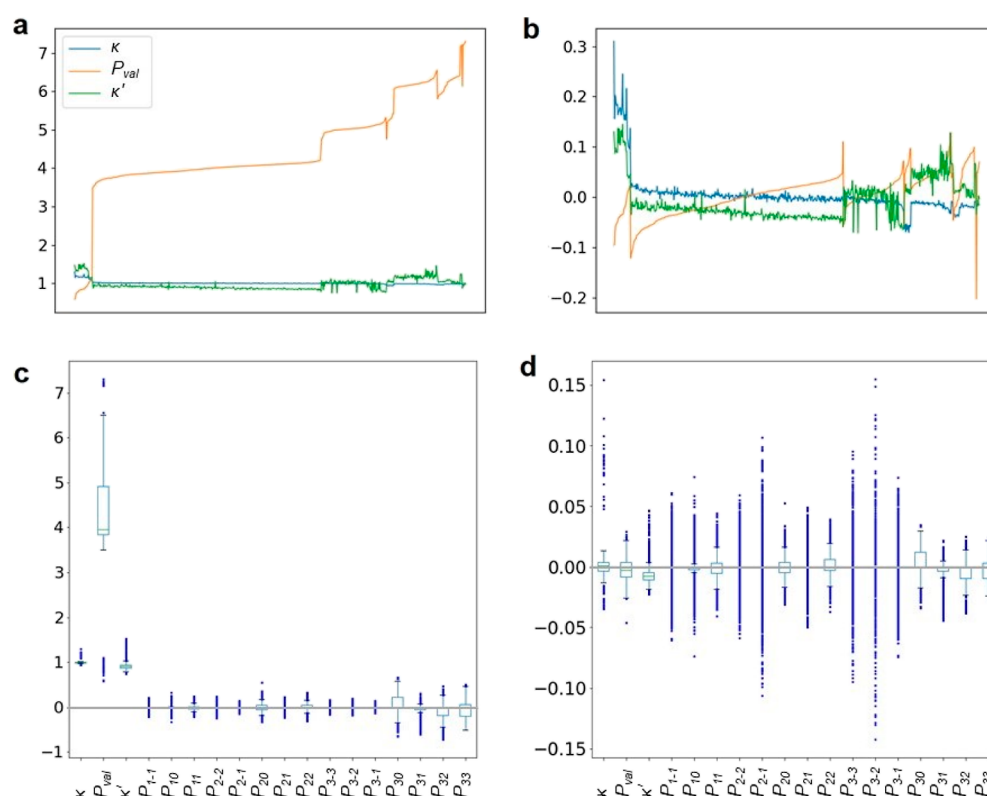 a
7
6
5
4
3
2
1
κ
P_val
κ′
b
0.3
0.2
0.1
0.0
−0.1
−0.2
c
7
6
5
4
3
2
1
0
−1
κ
P_val
κ′
P_1-1
P_10
P_11
P_2-2
P_2-1
P_20
P_21
P_22
P_3-3
P_3-2
P_3-1
P_30
P_31
P_32
P_33
d
0.15
0.10
0.05
0.00
−0.05
−0.10
−0.15
κ
P_val
κ′
P_1-1
P_10
P_11
P_2-2
P_2-1
P_20
P_21
P_22
P_3-3
P_3-2
P_3-1
P_30
P_31
P_32
P_33